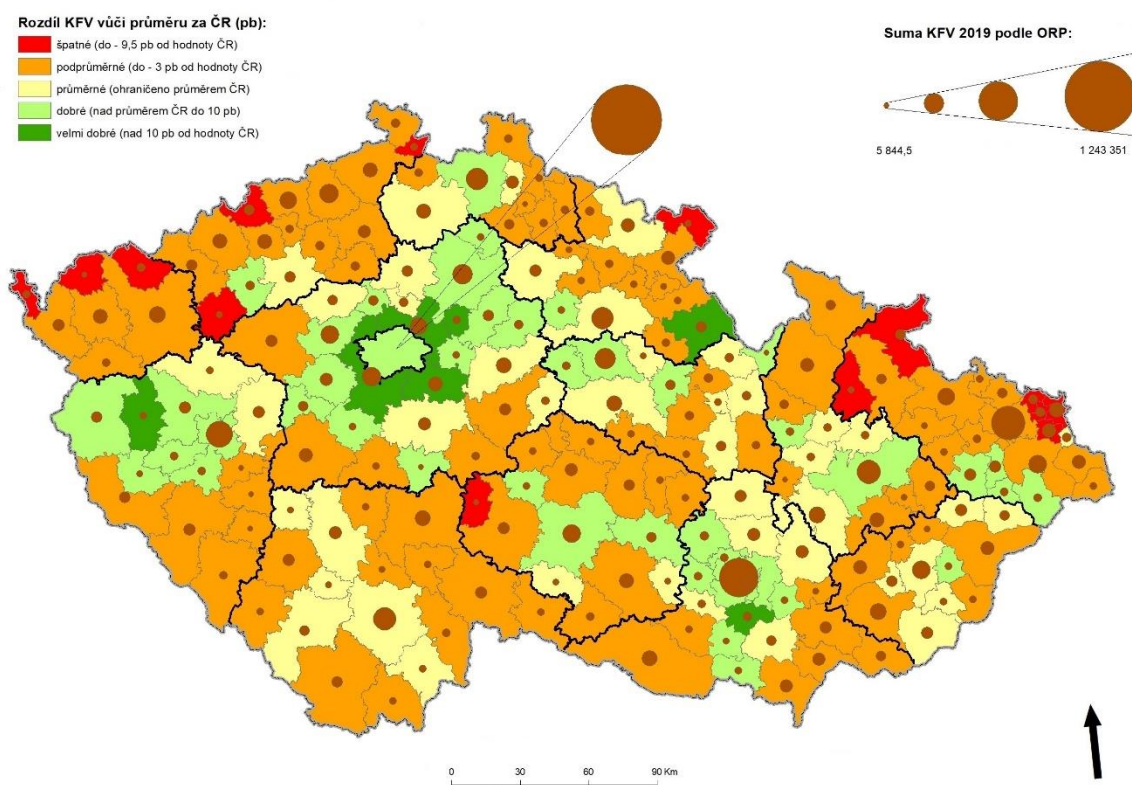 Rozdíl KFV vůči průměru za ČR (pb):
špatné (do - 9,5 pb od hodnoty ČR)
podprůměrné (do - 3 pb od hodnoty ČR)
průměrné (ohraničeno průměrem ČR)
dobré (nad průměrem ČR do 10 pb)
velmi dobré (nad 10 pb od hodnoty ČR)
Suma KFV 2019 podle ORP:
5 844,5 1 243 351
0 30 60 90 Km